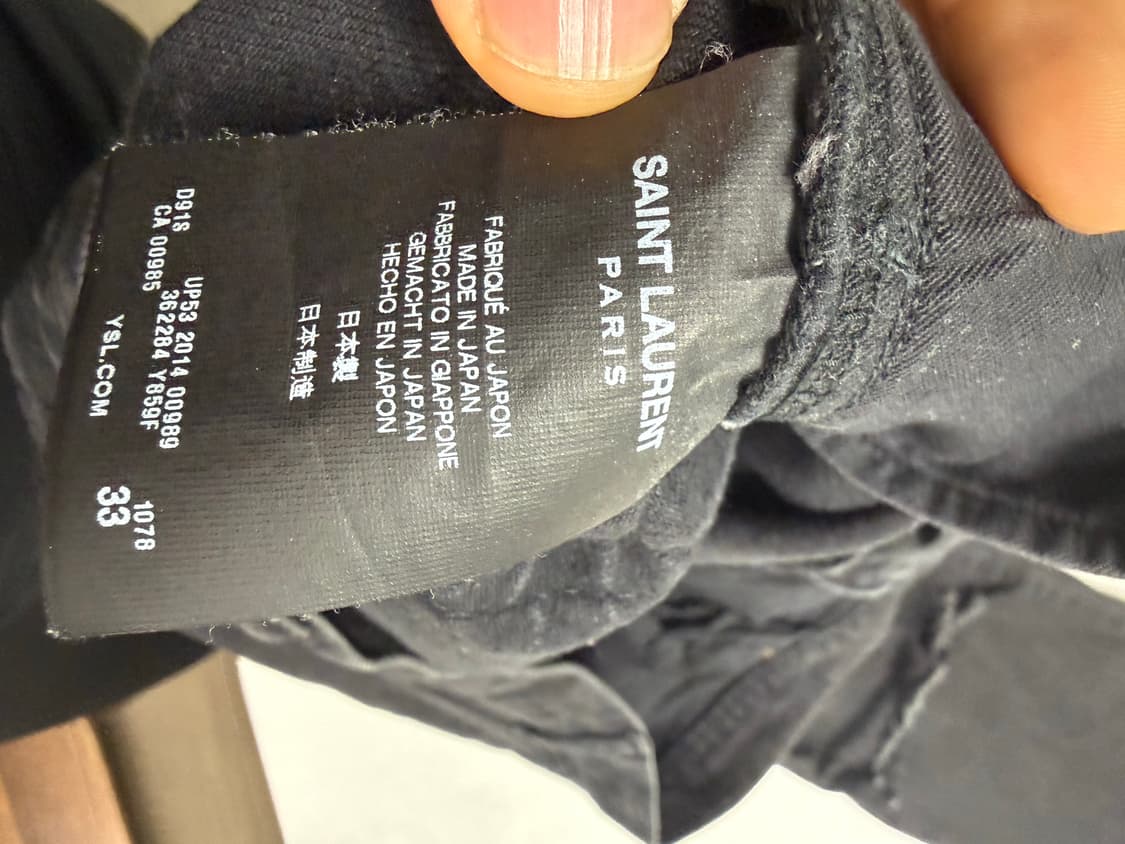 SAINT LAURENT
PARIS
FABRIQUÉ AU JAPON
MADE IN JAPAN
FABBRICATO IN GIAPPONE
GEMACHT IN JAPAN
HECHO EN JAPON
日本製
日本制造
D91S UP53 2014 00989
CA 00985 362284 Y859F 1078
YSL.COM 33